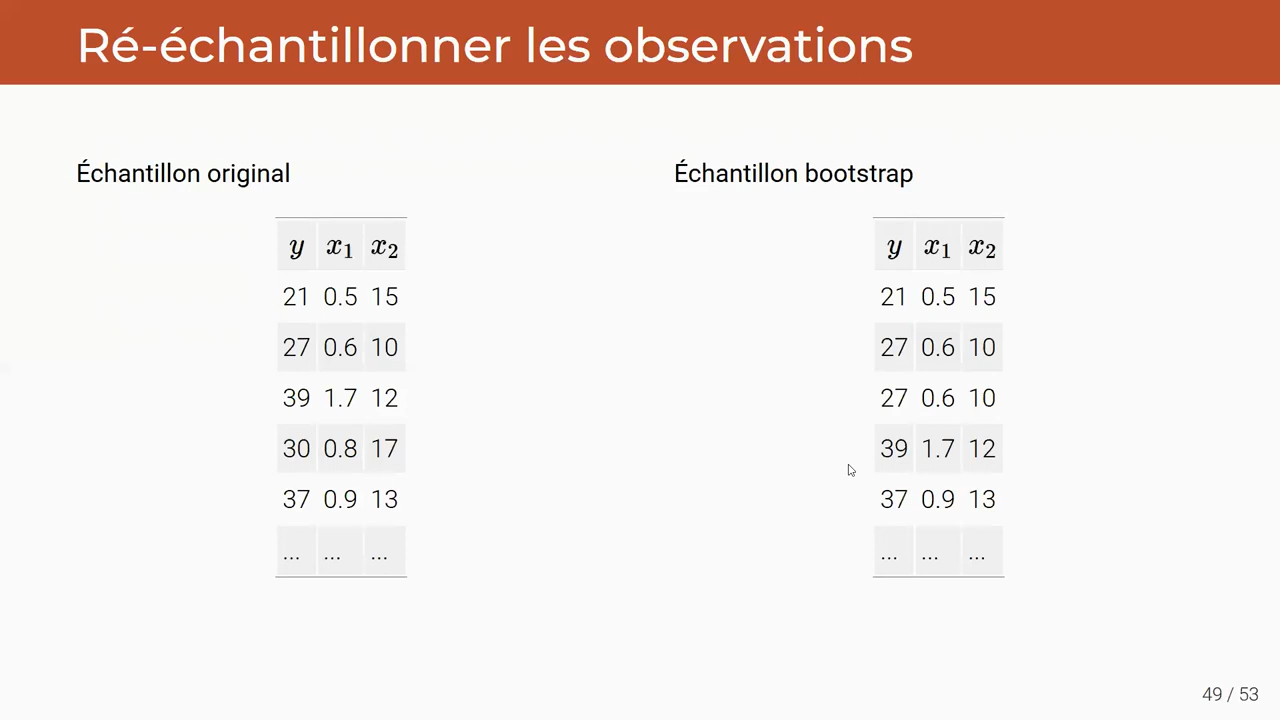 Ré-échantillonner les observations
Échantillon original
y x₁ x₂
21 0.5 15
27 0.6 10
39 1.7 12
30 0.8 17
37 0.9 13
... ... ...
Échantillon bootstrap
y x₁ x₂
21 0.5 15
27 0.6 10
27 0.6 10
39 1.7 12
37 0.9 13
... ... ...
49 / 53